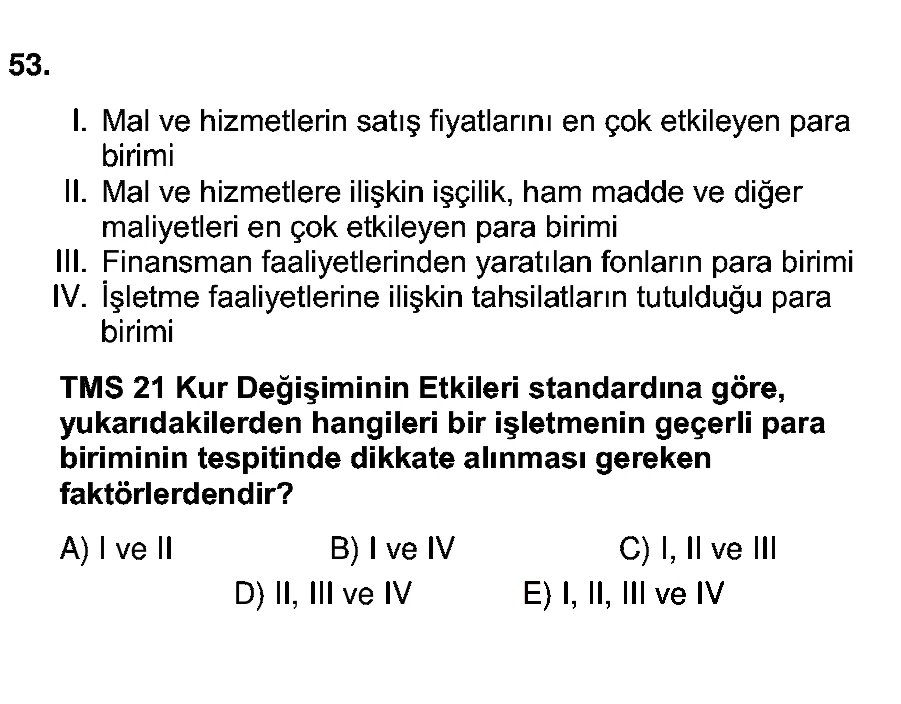 53.
I. Mal ve hizmetlerin satış fiyatlarını en çok etkileyen para
birimi
II. Mal ve hizmetlere ilişkin işçilik, ham madde ve diğer
maliyetleri en çok etkileyen para birimi
III. Finansman faaliyetlerinden yaratılan fonların para birimi
IV. İşletme faaliyetlerine ilişkin tahsilatların tutulduğu para
birimi
TMS 21 Kur Değişiminin Etkileri standardına göre,
yukarıdakilerden hangileri bir işletmenin geçerli para
biriminin tespitinde dikkate alınması gereken
faktörlerdendir?
A) I ve II B) I ve IV C) I, II ve III
D) II, III ve IV E) I, II, III ve IV